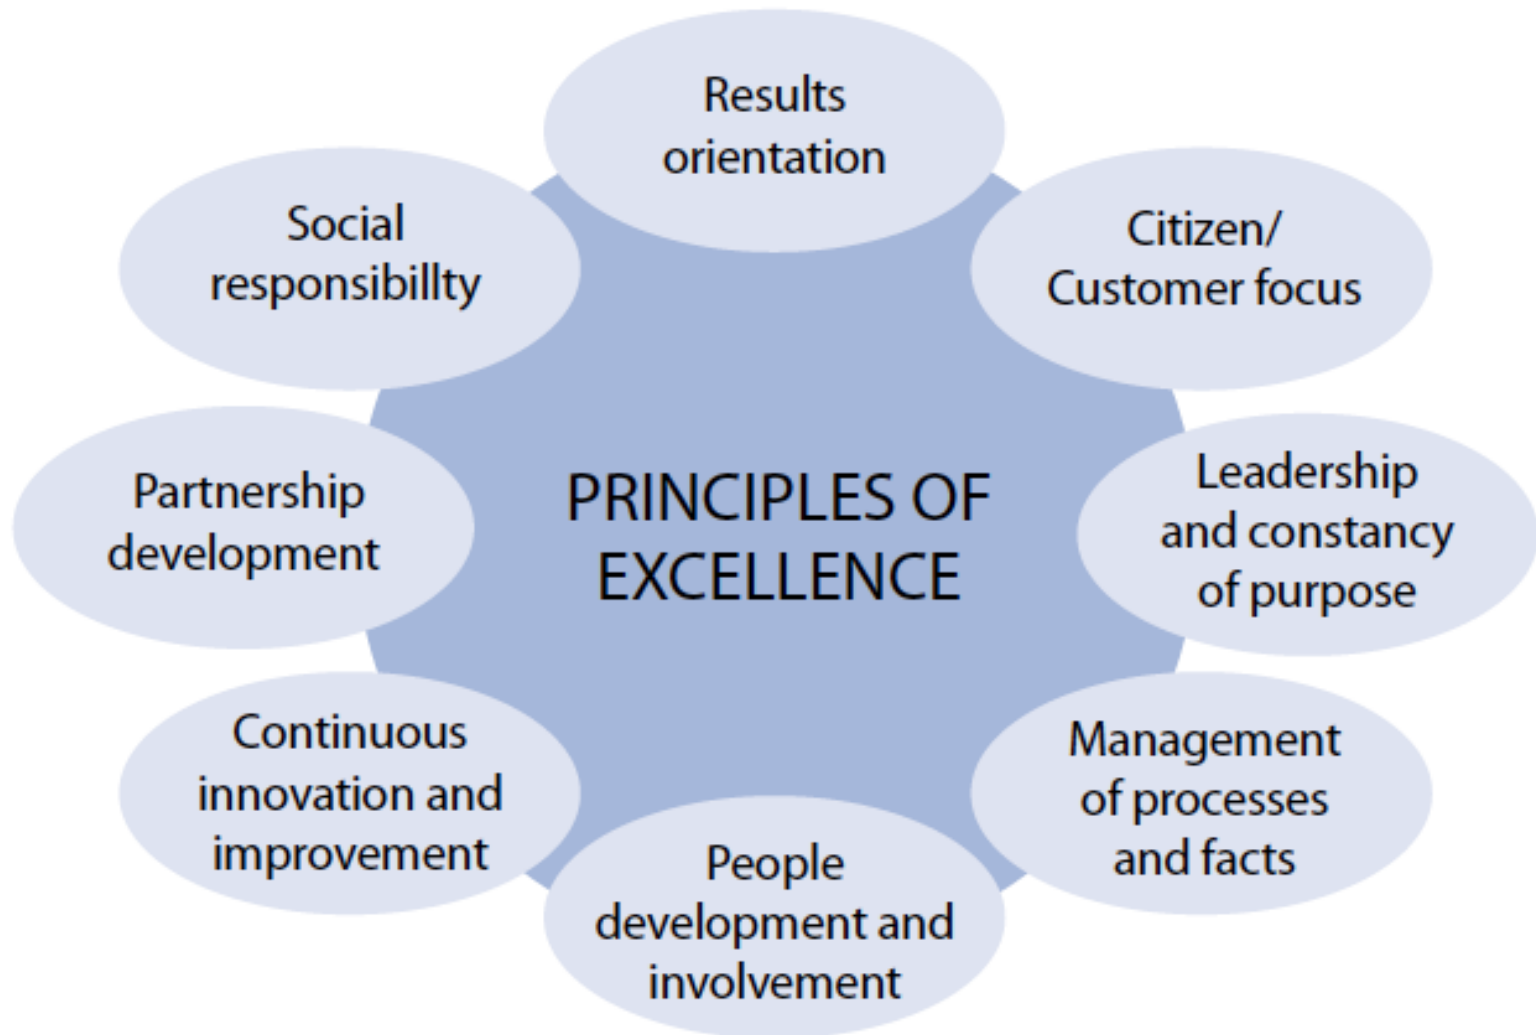 Results
orientation
Citizen/
Customer focus
Leadership
and constancy
of purpose
Management
of processes
and facts
People
development and
involvement
Continuous
innovation and
improvement
Partnership
development
Social
responsibillty
PRINCIPLES OF
EXCELLENCE